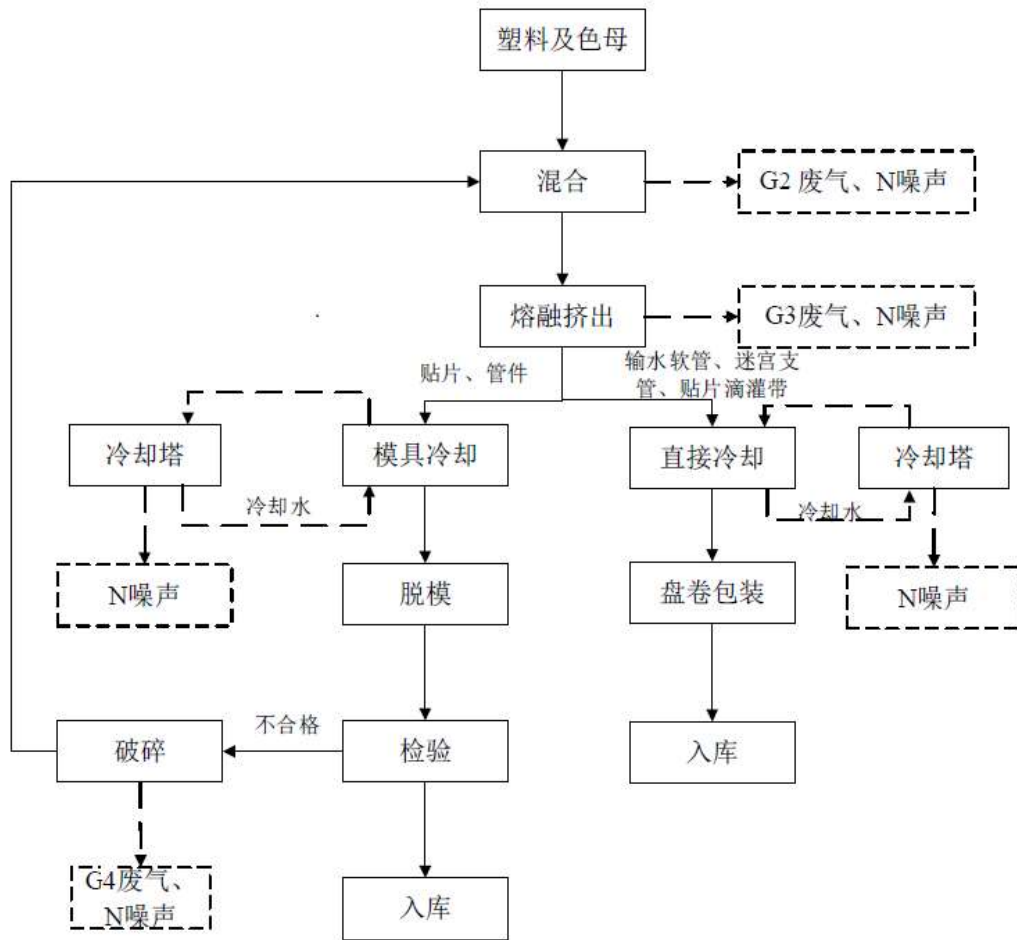 塑料及色母
混合
G2 废气、N噪声
熔融挤出
G3废气、N噪声
贴片、管件
输水软管、迷宫支
管、贴片滴灌带
冷却塔
模具冷却
直接冷却
冷却塔
冷却水
冷却水
N噪声
脱模
盘卷包装
N噪声
破碎
不合格
检验
入库
G4废气、
N噪声
入库